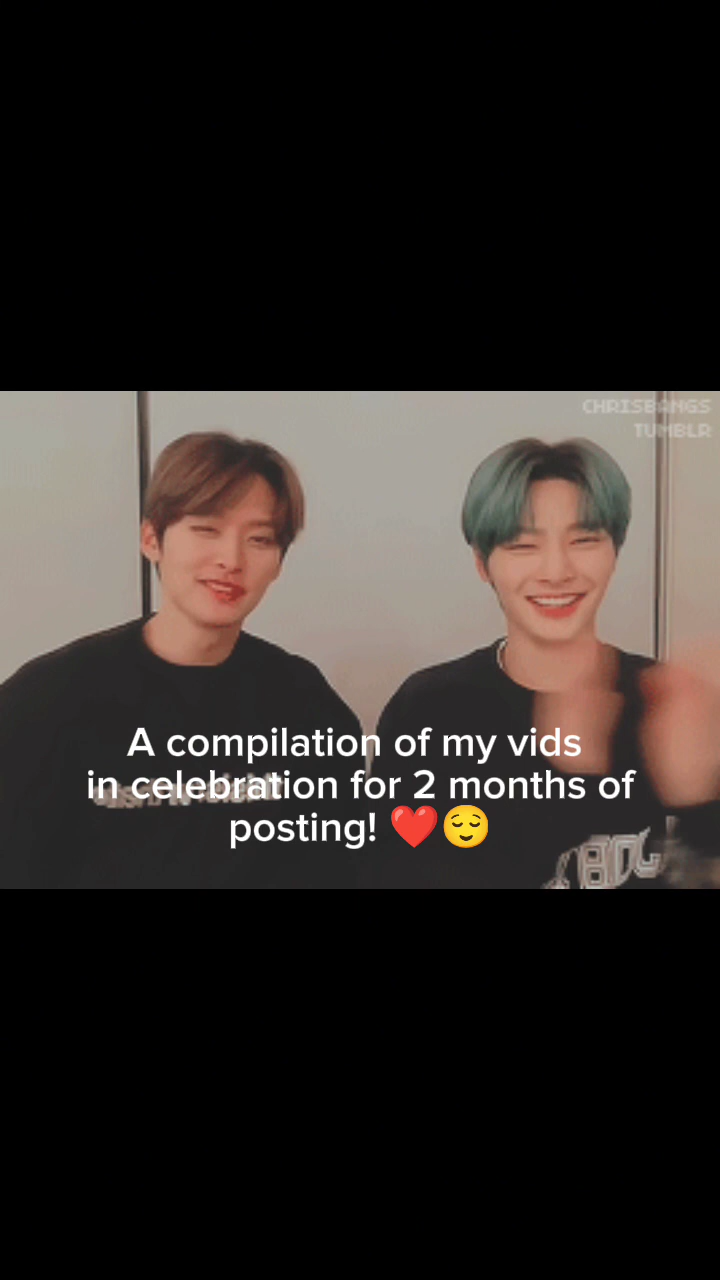 CHRISBANGS
TUMBLR
A compilation of my vids
in celebration for 2 months of
posting! ❤️😌